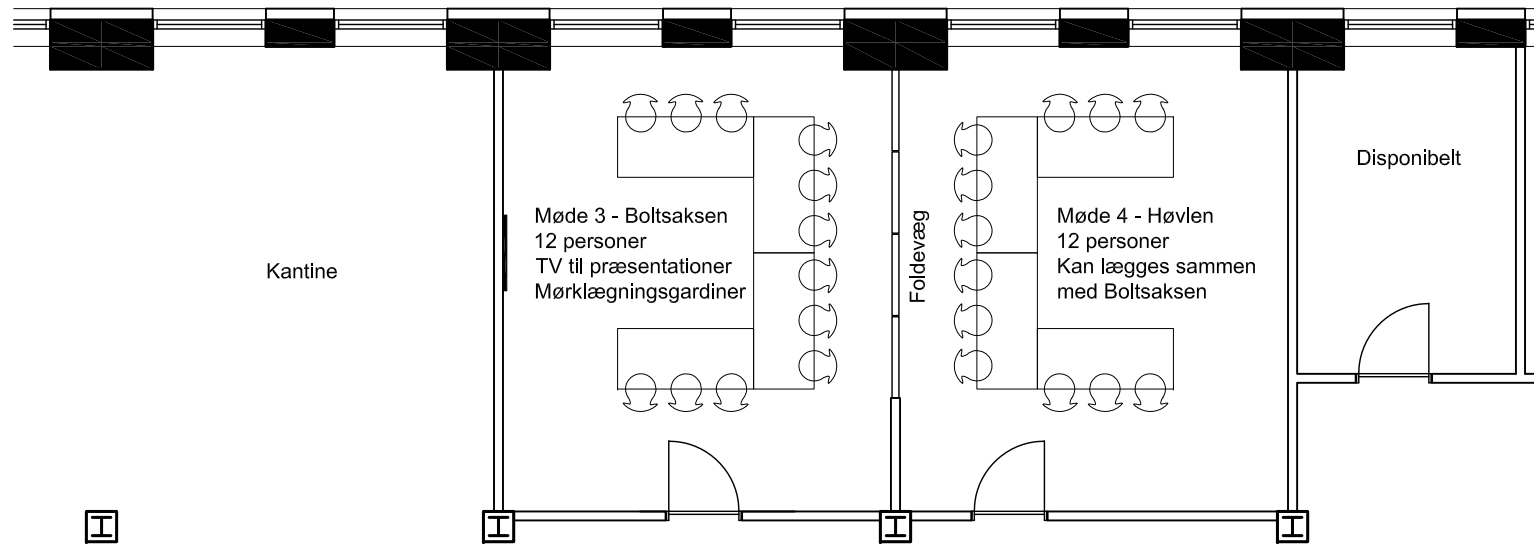 Kantine
Møde 3 - Boltsaksen
12 personer
TV til præsentationer
Mørklægningsgardiner
Foldevæg
Møde 4 - Høvlen
12 personer
Kan lægges sammen
med Boltsaksen
Disponibelt